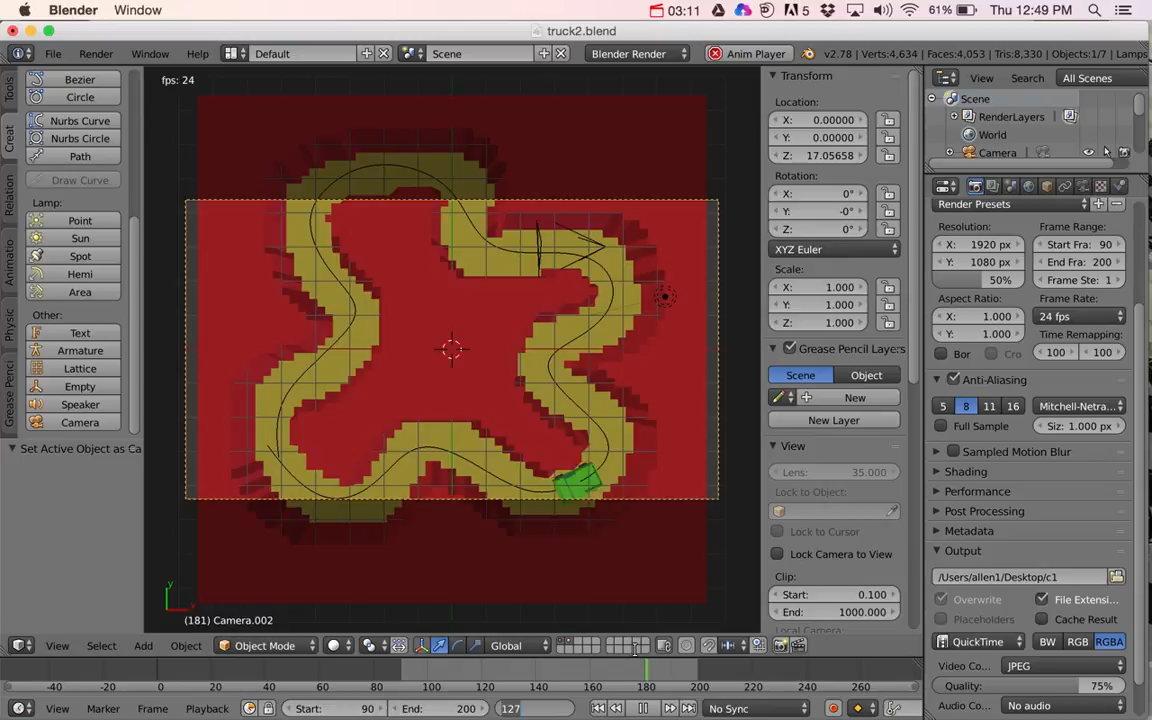 Blender Window 03:11 5 61% Thu 12:49 PM
truck2.blend
File Render Window Help Default Scene Blender Render Anim Player v2.78 | Verts:4,634 | Faces:4,053 | Tris:8,330 | Objects:1/7 | Lamps
fps: 24
Tools
Creat
Relation
Animatio
Physic
Grease Penci
Bezier
Circle
Nurbs Curve
Nurbs Circle
Path
Draw Curve
Lamp:
Point
Sun
Spot
Hemi
Area
Other:
Text
Armature
Lattice
Empty
Speaker
Camera
Set Active Object as Ca
y
x
(181) Camera.002
Transform
Location:
X: 0.00000
Y: 0.00000
Z: 17.05658
Rotation:
X: 0°
Y: -0°
Z: 0°
XYZ Euler
Scale:
X: 1.000
Y: 1.000
Z: 1.000
Grease Pencil Layers
Scene Object
New
New Layer
View
Lens: 35.000
Lock to Object:
Lock to Cursor
Lock Camera to View
Clip:
Start: 0.100
End: 1000.000
Local Camera:
View Search All Scenes
Scene
RenderLayers
World
Camera
Render Presets
Resolution: Frame Range:
X: 1920 px Start Fra: 90
Y: 1080 px End Fra: 200
50% Frame Ste: 1
Aspect Ratio: Frame Rate:
X: 1.000 24 fps
Y: 1.000 Time Remapping:
Bor Cro 100 100
Anti-Aliasing
5 8 11 16 Mitchell-Netra...
Full Sample Siz: 1.000 px
Sampled Motion Blur
Shading
Performance
Post Processing
Metadata
Output
/Users/allen1/Desktop/c1
Overwrite File Extensi...
Placeholders Cache Result
QuickTime BW RGB RGBA
Video Co... JPEG
Quality: 75%
Audio Co... No audio
View Select Add Object Object Mode Global
-40 -20 0 20 40 60 80 100 120 140 160 180 200 220 240 260
View Marker Frame Playback Start: 90 End: 200 127 No Sync